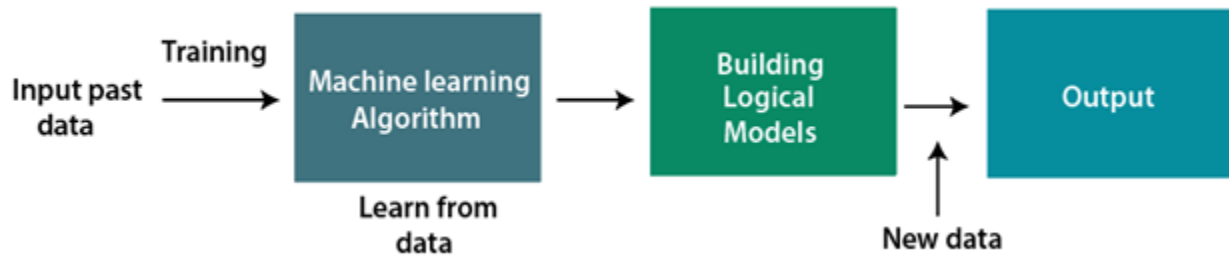 Training
Input past
data
Machine learning
Algorithm
Learn from
data
Building
Logical
Models
New data
Output